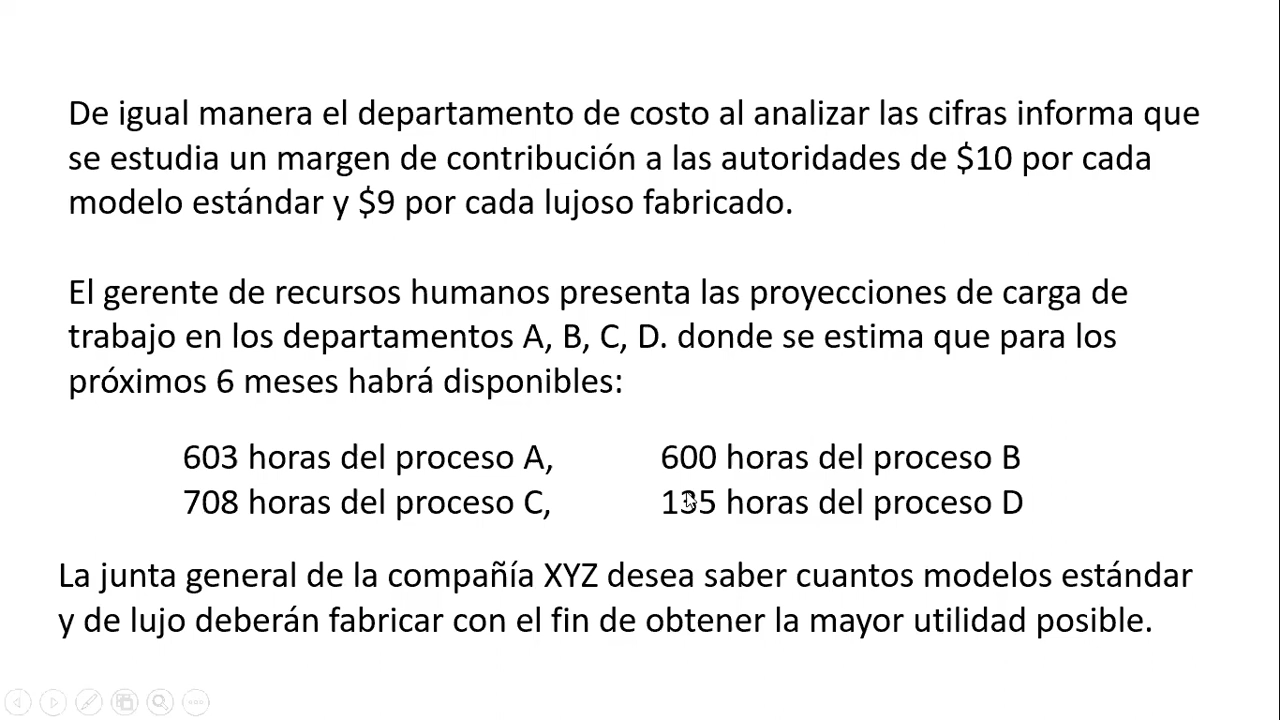 De igual manera el departamento de costo al analizar las cifras informa que
se estudia un margen de contribución a las autoridades de $10 por cada
modelo estándar y $9 por cada lujoso fabricado.
El gerente de recursos humanos presenta las proyecciones de carga de
trabajo en los departamentos A, B, C, D. donde se estima que para los
próximos 6 meses habrá disponibles:
603 horas del proceso A, 600 horas del proceso B
708 horas del proceso C, 135 horas del proceso D
La junta general de la compañía XYZ desea saber cuantos modelos estándar
y de lujo deberán fabricar con el fin de obtener la mayor utilidad posible.